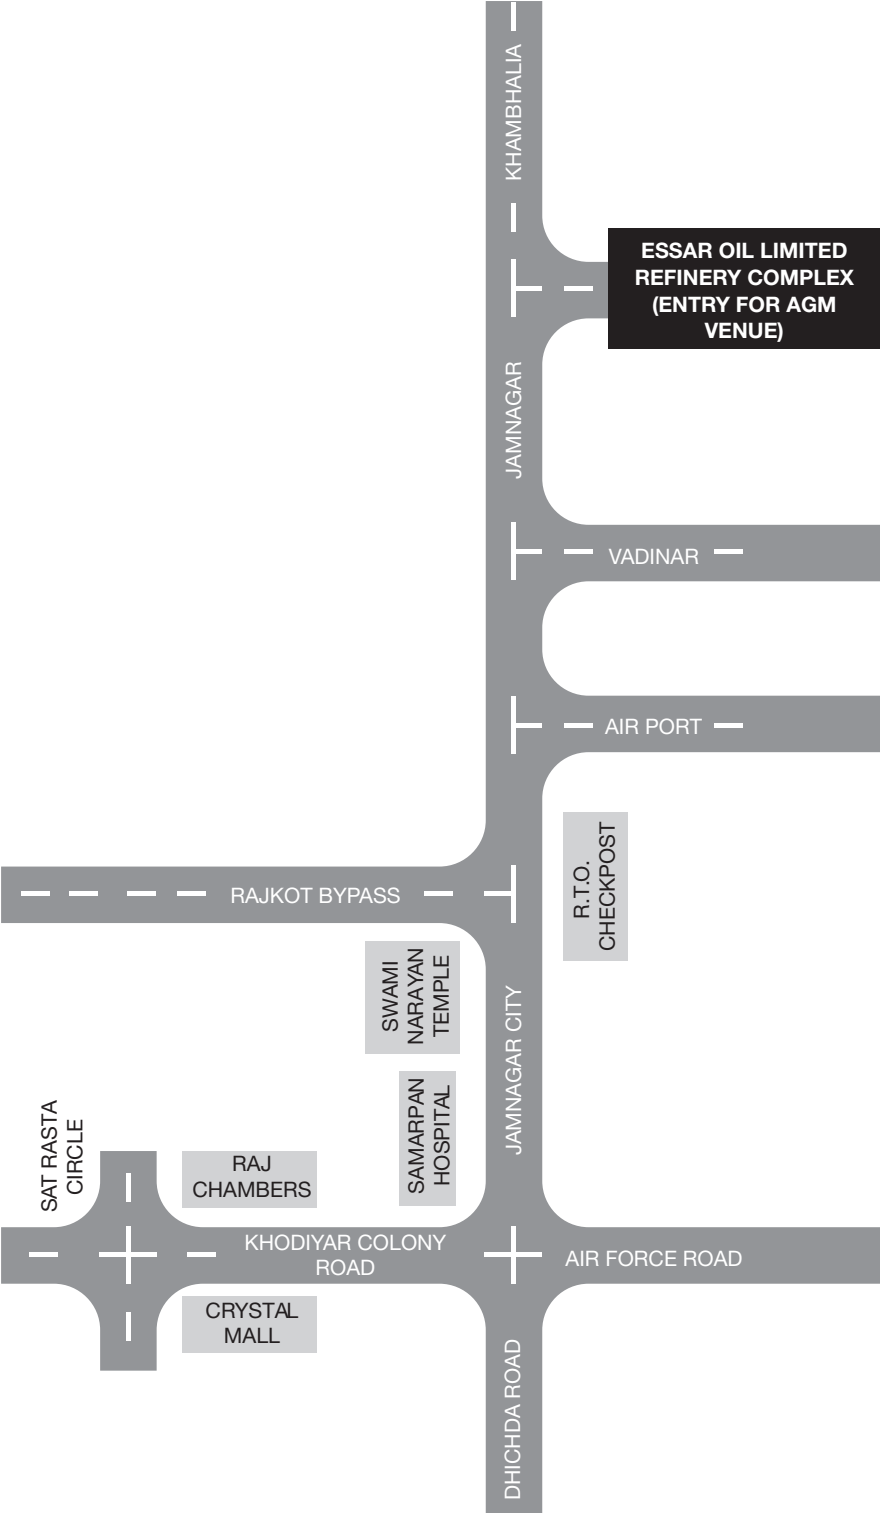 KHAMBHALIA
ESSAR OIL LIMITED
REFINERY COMPLEX
(ENTRY FOR AGM
VENUE)
JAMNAGAR
VADINAR
AIR PORT
R.T.O.
CHECKPOST
RAJKOT BYPASS
SWAMI
NARAYAN
TEMPLE
JAMNAGAR CITY
SAMARPAN
HOSPITAL
SAT RASTA
CIRCLE
RAJ
CHAMBERS
KHODIYAR COLONY
ROAD
AIR FORCE ROAD
CRYSTAL
MALL
DHICHDA ROAD